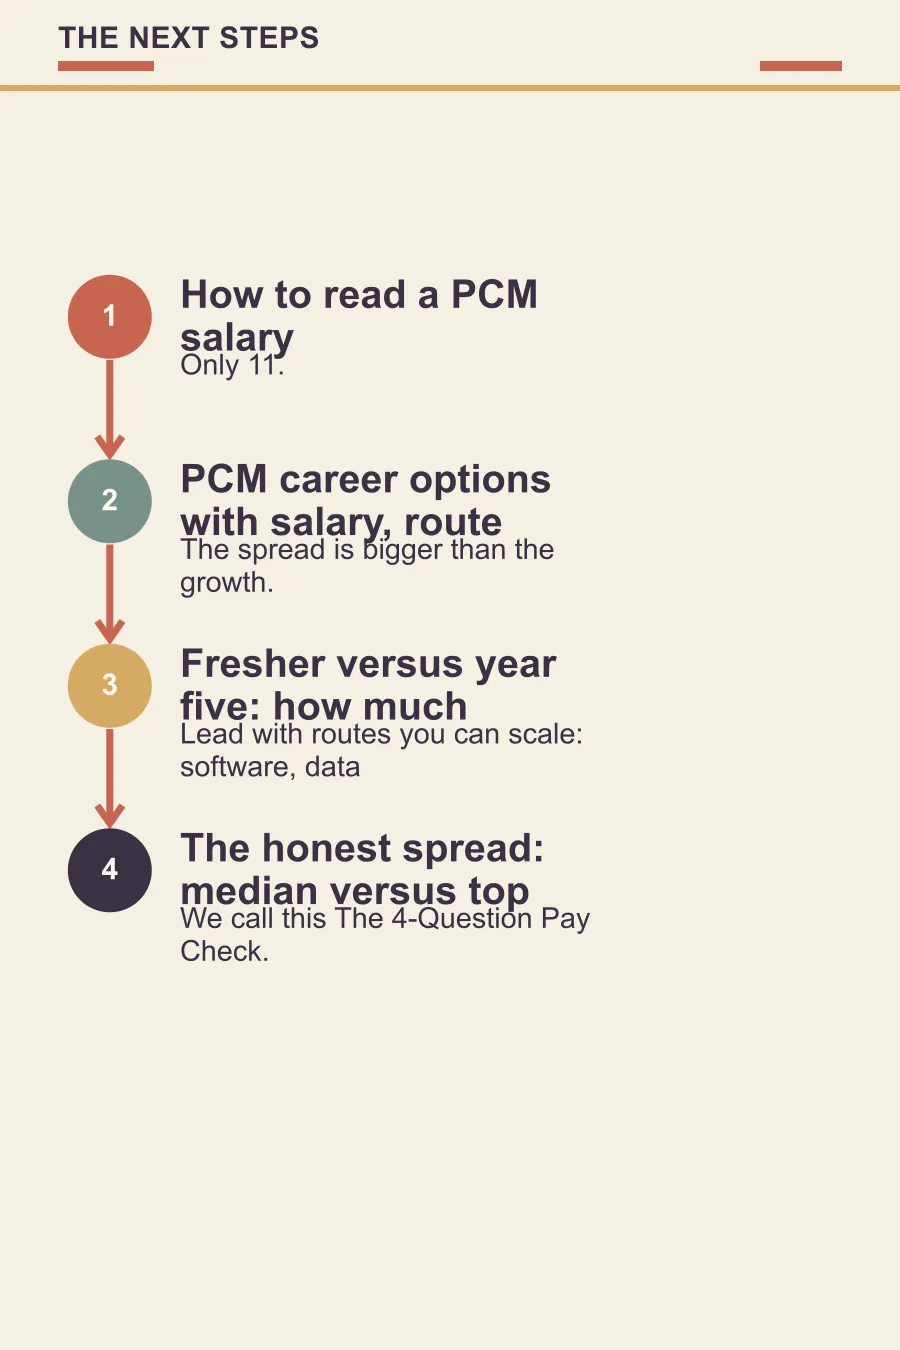 THE NEXT STEPS
1
How to read a PCM
salary
Only 11.
2
PCM career options
with salary, route
The spread is bigger than the
growth.
3
Fresher versus year
five: how much
Lead with routes you can scale:
software, data
4
The honest spread:
median versus top
We call this The 4-Question Pay
Check.